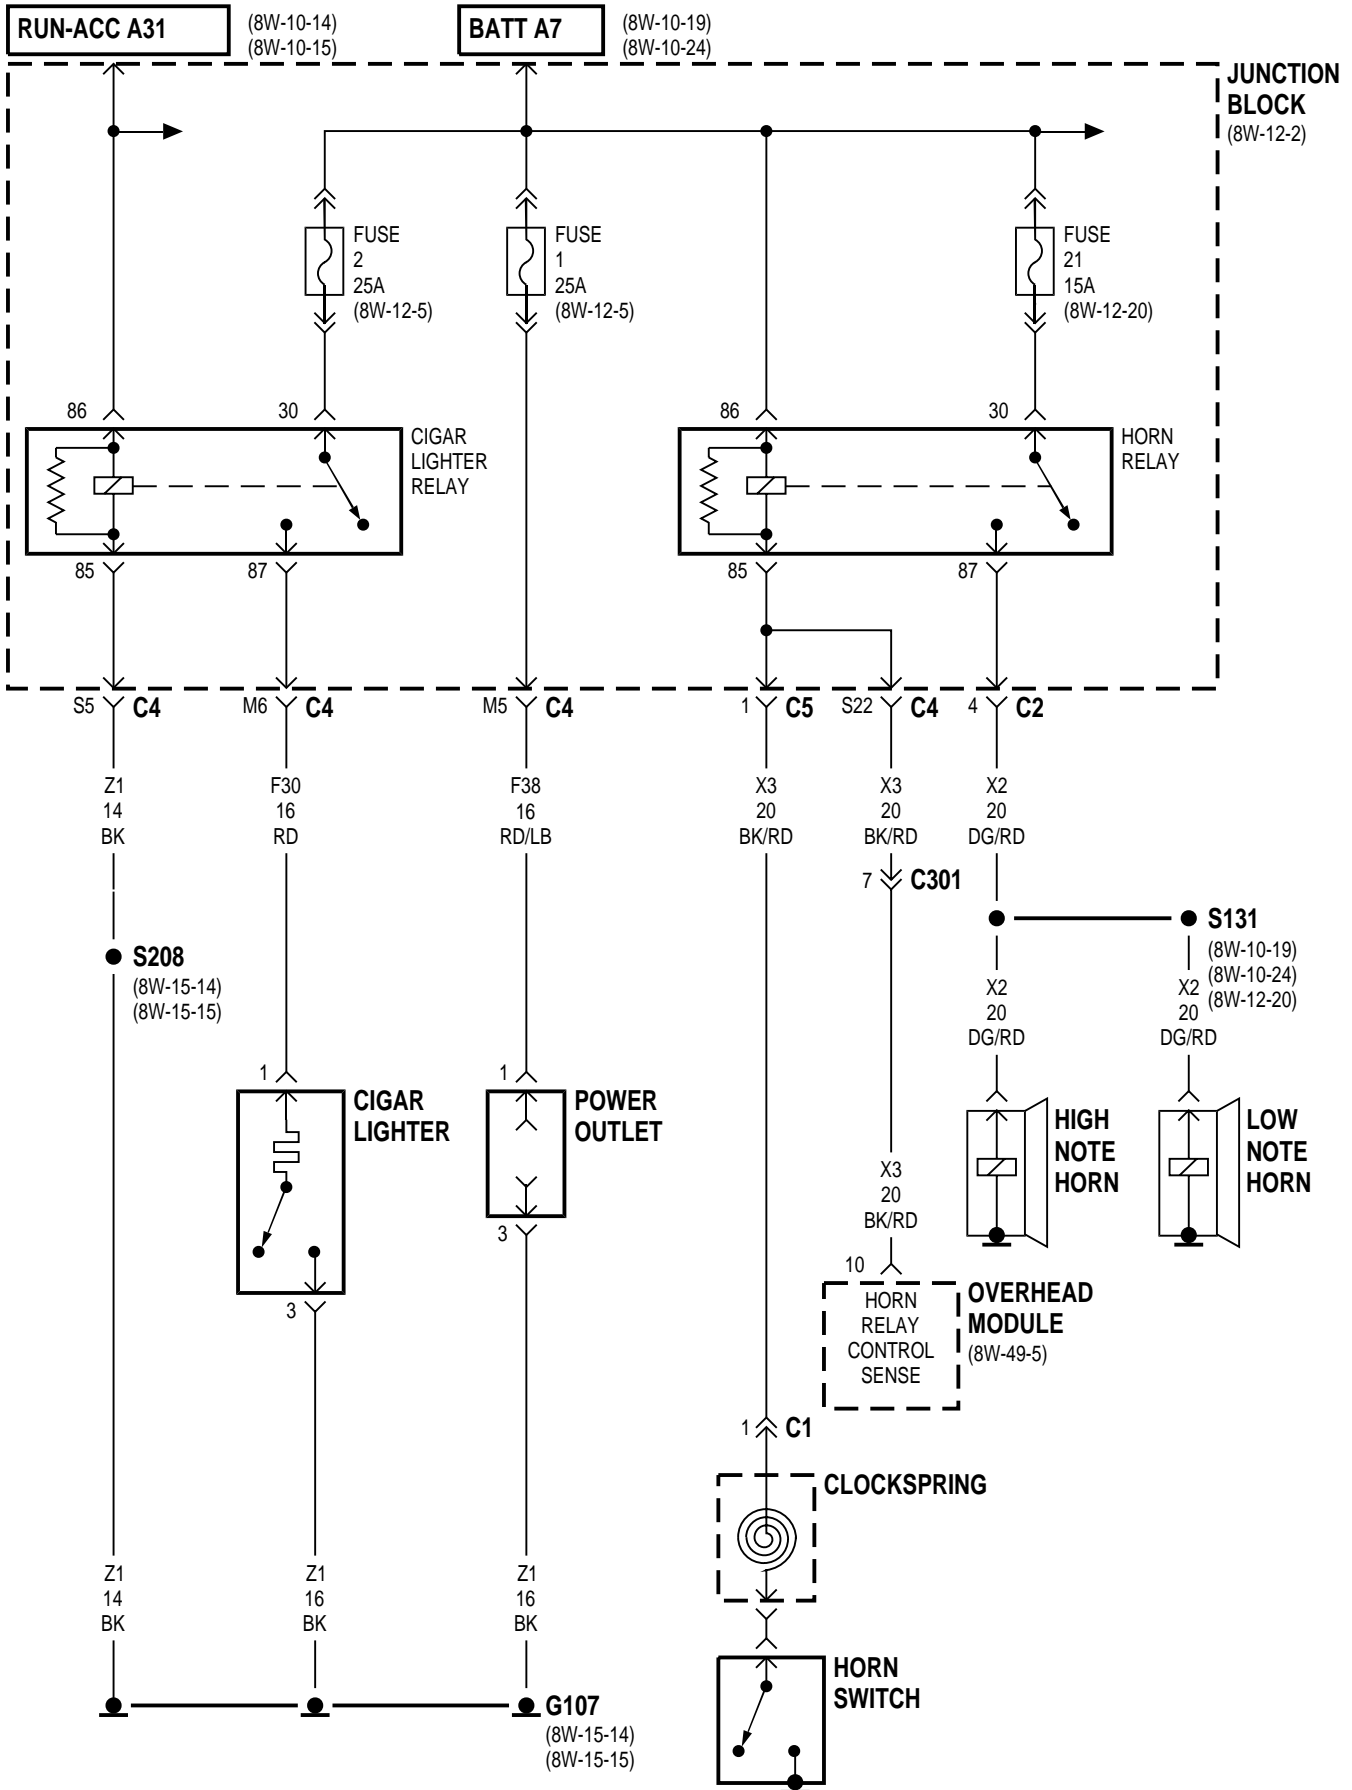 RUN-ACC A31
(8W-10-14)
(8W-10-15)
BATT A7
(8W-10-19)
(8W-10-24)
JUNCTION
BLOCK
(8W-12-2)
FUSE
2
25A
(8W-12-5)
FUSE
1
25A
(8W-12-5)
FUSE
21
15A
(8W-12-20)
86
30
CIGAR
LIGHTER
RELAY
85
87
86
30
HORN
RELAY
85
87
S5 C4
M6 C4
M5 C4
1 C5
S22 C4
4 C2
Z1
14
BK
F30
16
RD
F38
16
RD/LB
X3
20
BK/RD
X3
20
BK/RD
X2
20
DG/RD
7 C301
S131
(8W-10-19)
(8W-10-24)
(8W-12-20)
S208
(8W-15-14)
(8W-15-15)
X2
20
DG/RD
X2
20
DG/RD
1
CIGAR
LIGHTER
3
1
POWER
OUTLET
3
HIGH
NOTE
HORN
LOW
NOTE
HORN
X3
20
BK/RD
10
HORN
RELAY
CONTROL
SENSE
OVERHEAD
MODULE
(8W-49-5)
1 C1
CLOCKSPRING
Z1
14
BK
Z1
16
BK
Z1
16
BK
HORN
SWITCH
G107
(8W-15-14)
(8W-15-15)